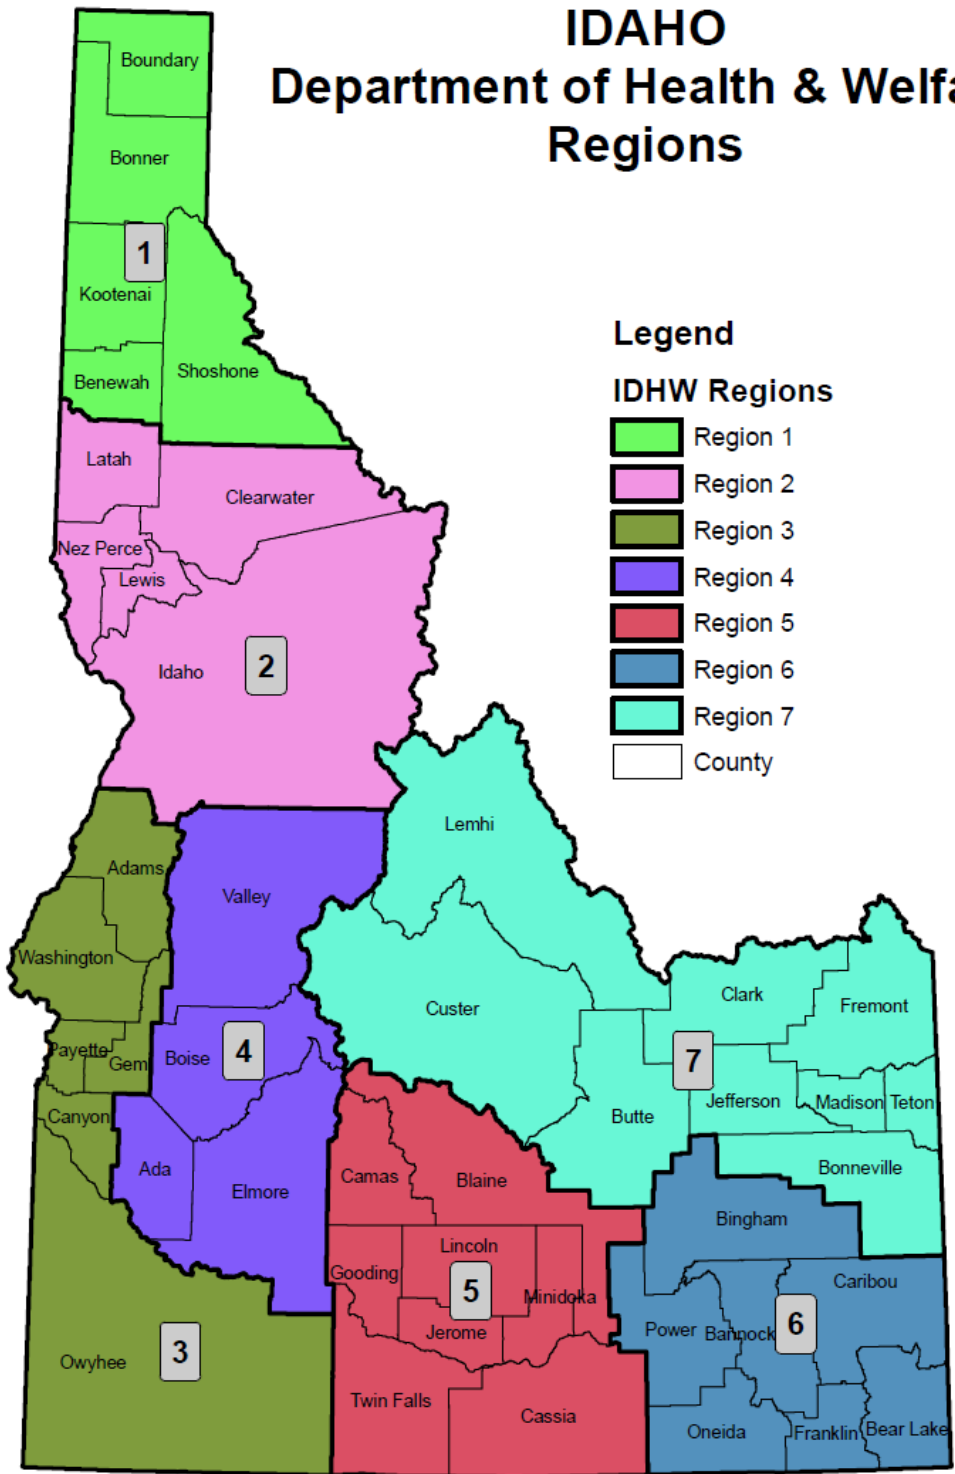 IDAHO
Department of Health & Welfa
Regions
Boundary
Bonner
1
Kootenai
Shoshone
Benewah
Legend
IDHW Regions
Region 1
Region 2
Region 3
Region 4
Region 5
Region 6
Region 7
County
Latah
Clearwater
Nez Perce
Lewis
Idaho
2
Lemhi
Adams
Valley
Washington
Custer
Clark
Fremont
Payette
Gem
Boise
4
7
Canyon
Butte
Jefferson
Madison
Teton
Ada
Elmore
Camas
Blaine
Bonneville
Bingham
Lincoln
Gooding
5
Minidoka
Caribou
Jerome
Power
Bannock
6
Owyhee
3
Twin Falls
Cassia
Oneida
Franklin
Bear Lake